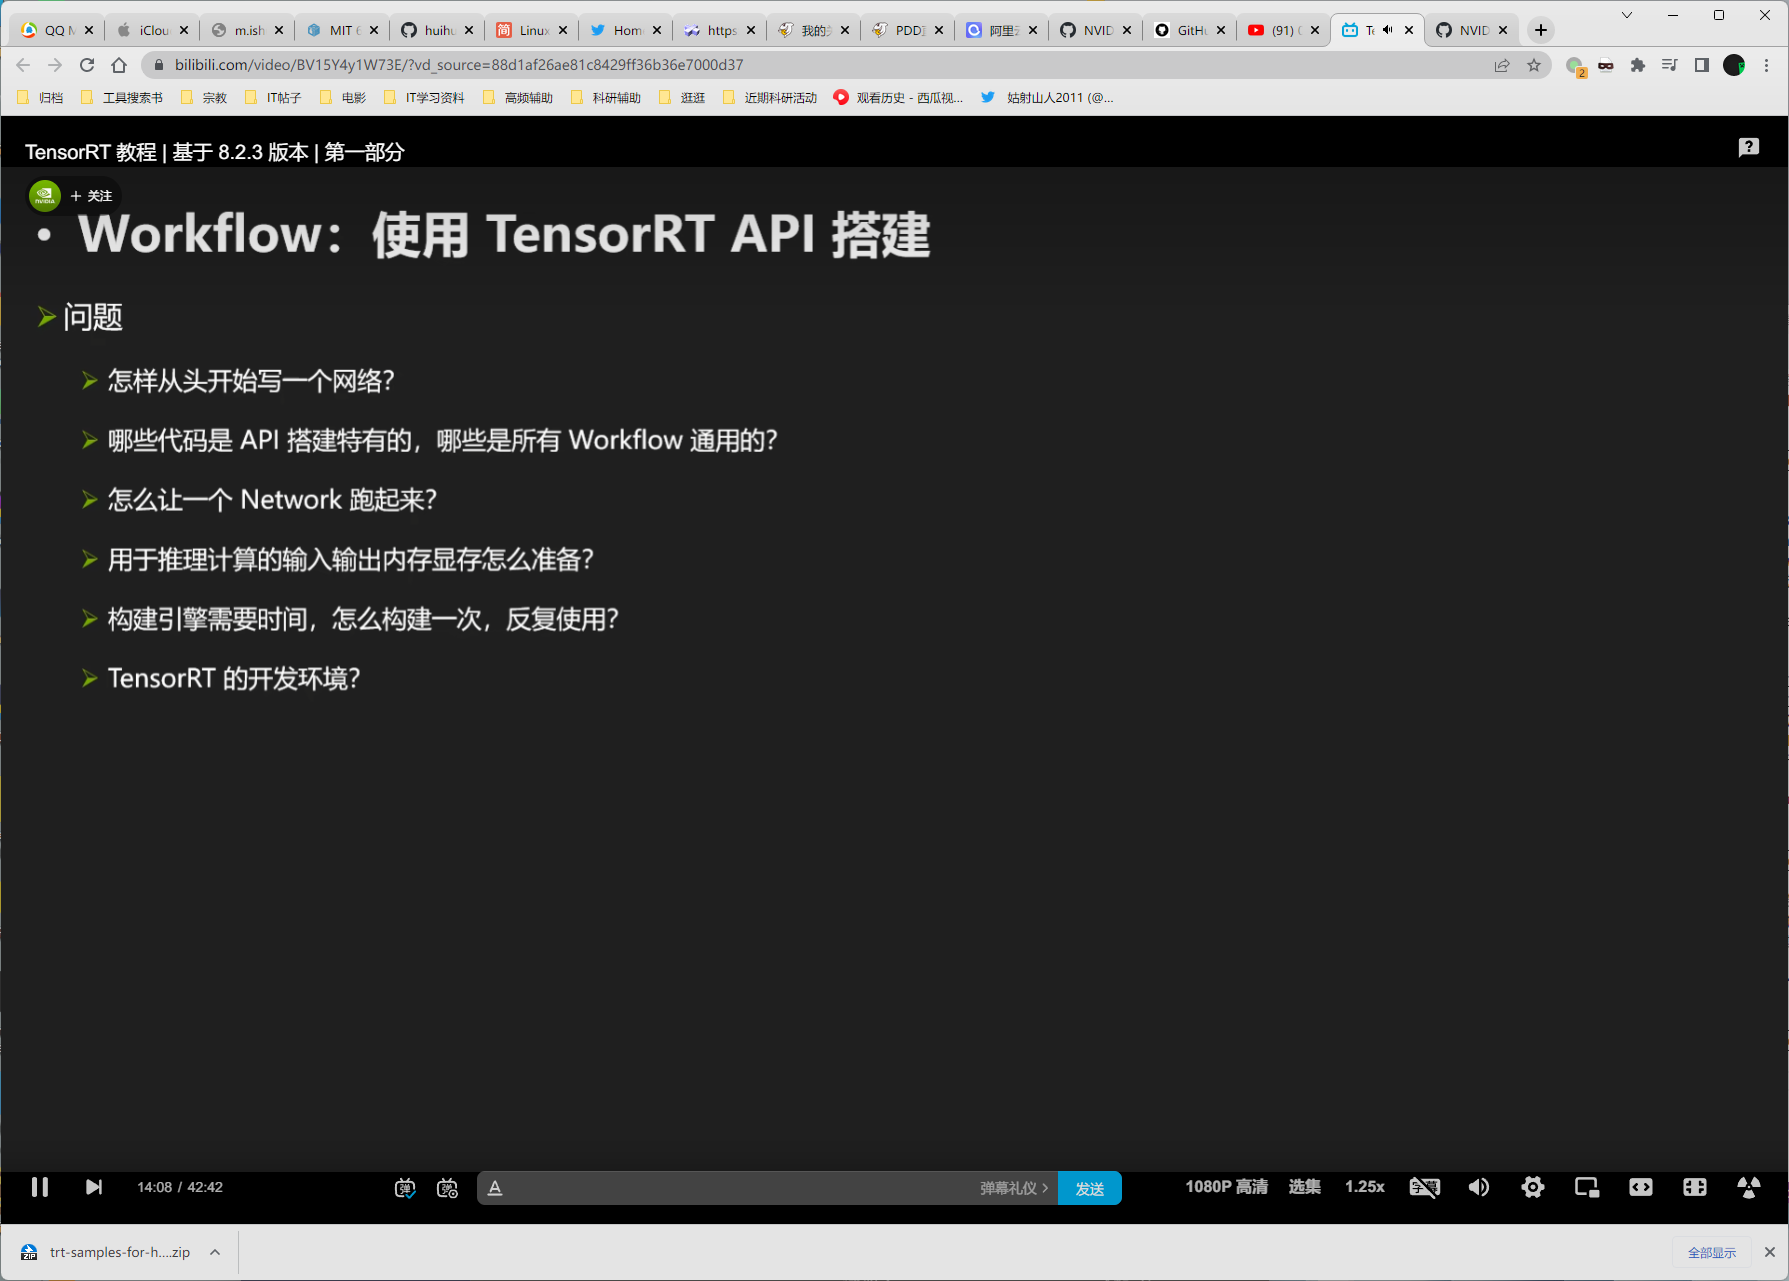 QQ M
iClou
m.ish
MIT 6
huihu
Linux
Hom
https
我的
PDD
阿里
NVID
GitHu
(91)
Te
NVID
bilibili.com/video/BV15Y4y1W73E/?vd_source=88d1af26ae81c8429ff36b36e7000d37
2
归档 工具搜索书 宗教 IT帖子 电影 IT学习资料 高频辅助 科研辅助 逛逛 近期科研活动 观看历史 - 西瓜视... 姑射山人2011 (@...
TensorRT 教程 | 基于 8.2.3 版本 | 第一部分
NVIDIA + 关注
• Workflow：使用 TensorRT API 搭建
问题
怎样从头开始写一个网络？
哪些代码是 API 搭建特有的，哪些是所有 Workflow 通用的？
怎么让一个 Network 跑起来？
用于推理计算的输入输出内存显存怎么准备？
构建引擎需要时间，怎么构建一次，反复使用？
TensorRT 的开发环境？
14:08 / 42:42 弹 弹 A 弹幕礼仪 > 发送 1080P 高清 选集 1.25x 字幕
ZIP trt-samples-for-h....zip 全部显示